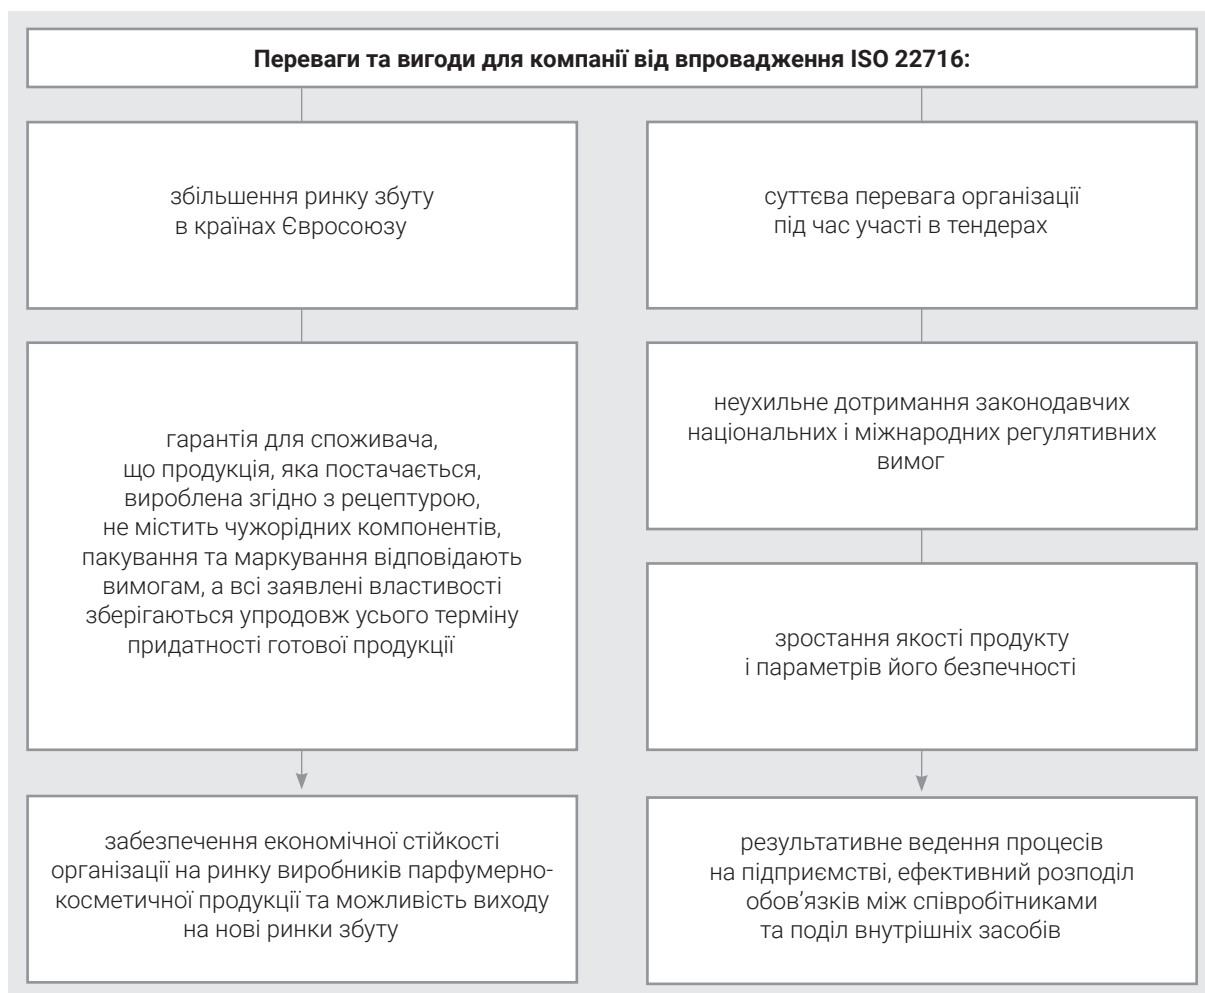 Переваги та вигоди для компанії від впровадження ISO 22716:
збільшення ринку збуту
в країнах Євросоюзу
гарантія для споживача,
що продукція, яка постачається,
вироблена згідно з рецептурою,
не містить чужорідних компонентів,
пакування та маркування відповідають
вимогам, а всі заявлені властивості
зберігаються упродовж усього терміну
придатності готової продукції
забезпечення економічної стійкості
організації на ринку виробників парфумерно-
косметичної продукції та можливість виходу
на нові ринки збуту
суттєва перевага організації
під час участі в тендерах
неухильне дотримання законодавчих
національних і міжнародних регулятивних
вимог
зростання якості продукту
і параметрів його безпечності
результативне ведення процесів
на підприємстві, ефективний розподіл
обов’язків між співробітниками
та поділ внутрішніх засобів